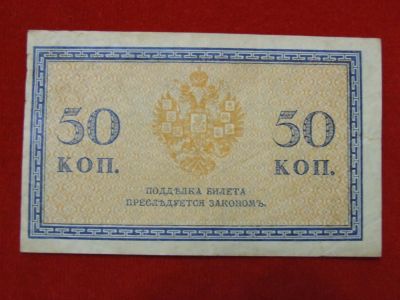 50 50
КОП. КОП.
ПОДДѢЛКА БИЛЕТА
ПРЕСЛѢДУЕТСЯ ЗАКОНОМЪ.